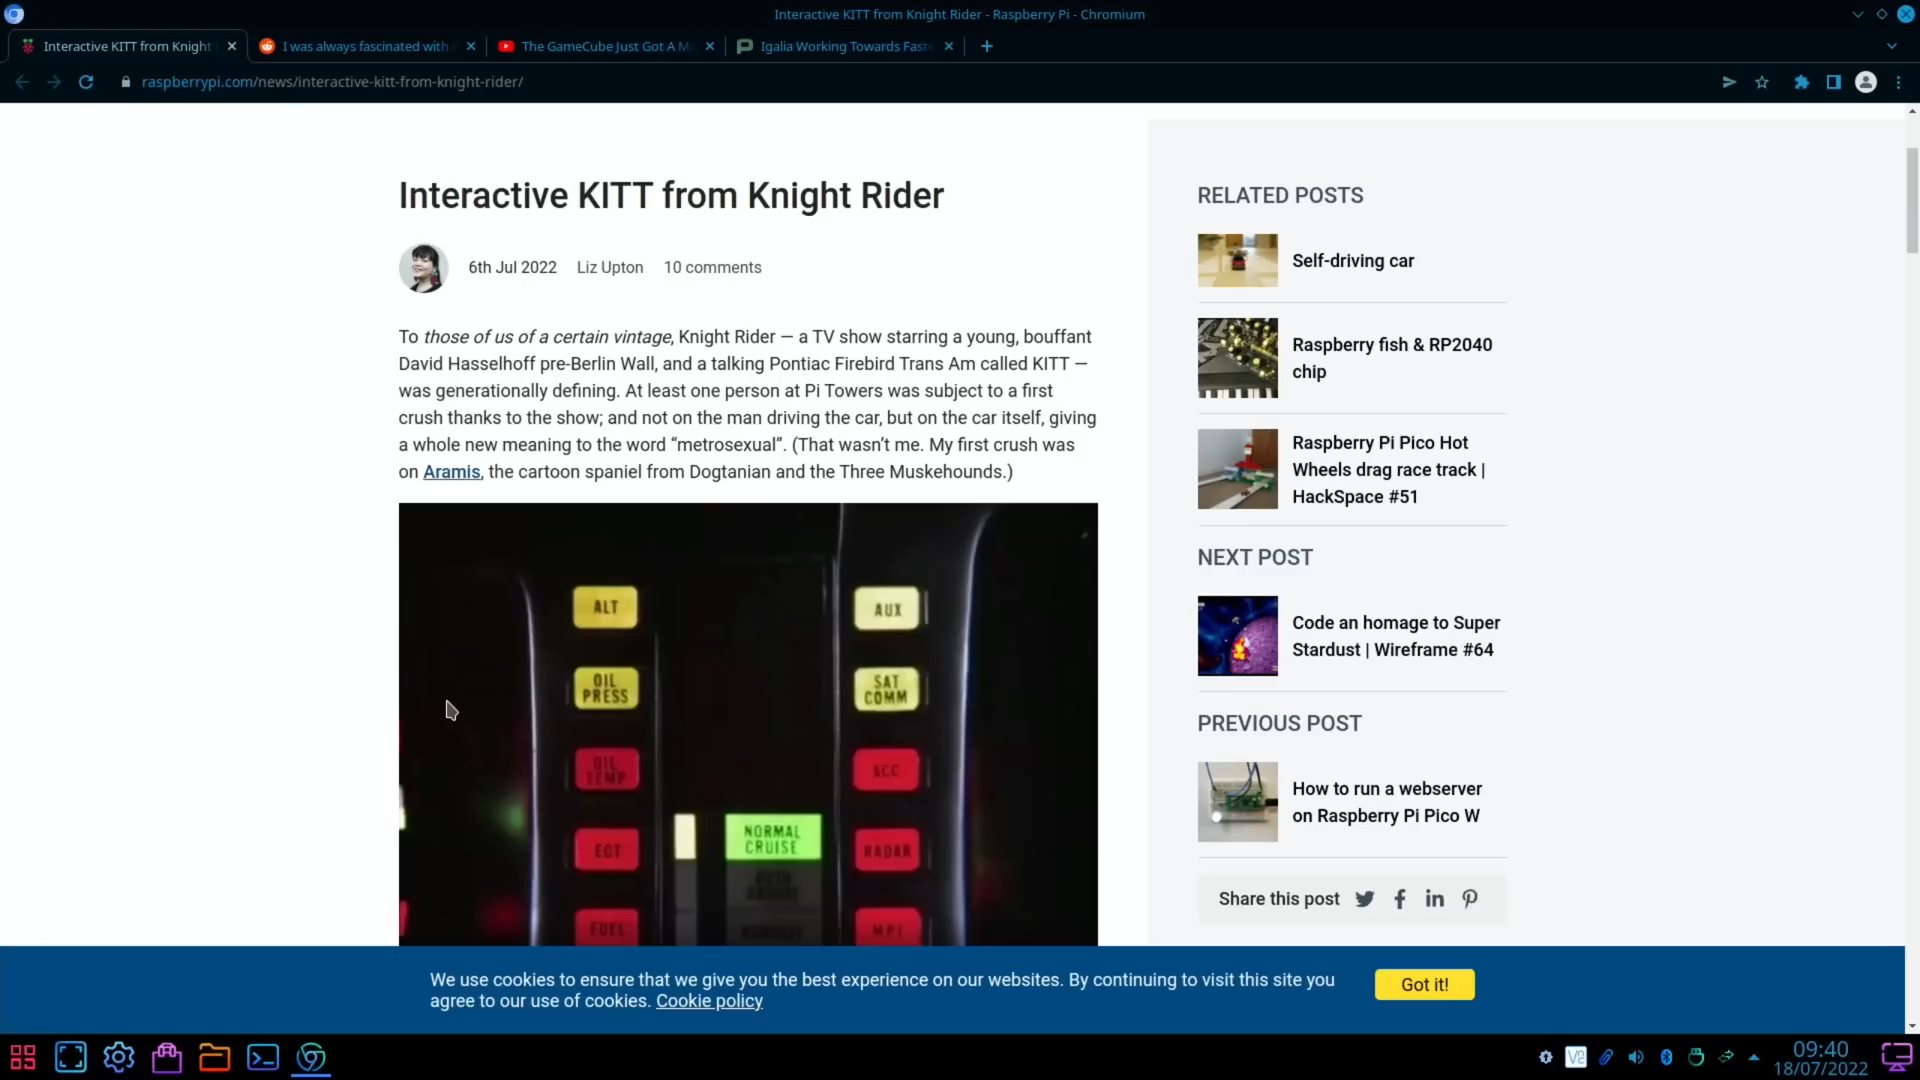 Interactive KITT from Knight Rider - Raspberry Pi - Chromium
Interactive KITT from Knight
I was always fascinated with
The GameCube Just Got A M
Igalia Working Towards Faste
raspberrypi.com/news/interactive-kitt-from-knight-rider/
Interactive KITT from Knight Rider
6th Jul 2022 Liz Upton 10 comments
To those of us of a certain vintage, Knight Rider — a TV show starring a young, bouffant
David Hasselhoff pre-Berlin Wall, and a talking Pontiac Firebird Trans Am called KITT —
was generationally defining. At least one person at Pi Towers was subject to a first
crush thanks to the show; and not on the man driving the car, but on the car itself, giving
a whole new meaning to the word “metrosexual”. (That wasn’t me. My first crush was
on Aramis, the cartoon spaniel from Dogtanian and the Three Muskehounds.)
ALT
AUX
OIL
PRESS
SAT
COMM
OIL
TEMP
ACC
NORMAL
CRUISE
EGT
RADAR
FUEL
M.P.I
RELATED POSTS
Self-driving car
Raspberry fish & RP2040
chip
Raspberry Pi Pico Hot
Wheels drag race track |
HackSpace #51
NEXT POST
Code an homage to Super
Stardust | Wireframe #64
PREVIOUS POST
How to run a webserver
on Raspberry Pi Pico W
Share this post
We use cookies to ensure that we give you the best experience on our websites. By continuing to visit this site you
agree to our use of cookies. Cookie policy
Got it!
09:40
18/07/2022